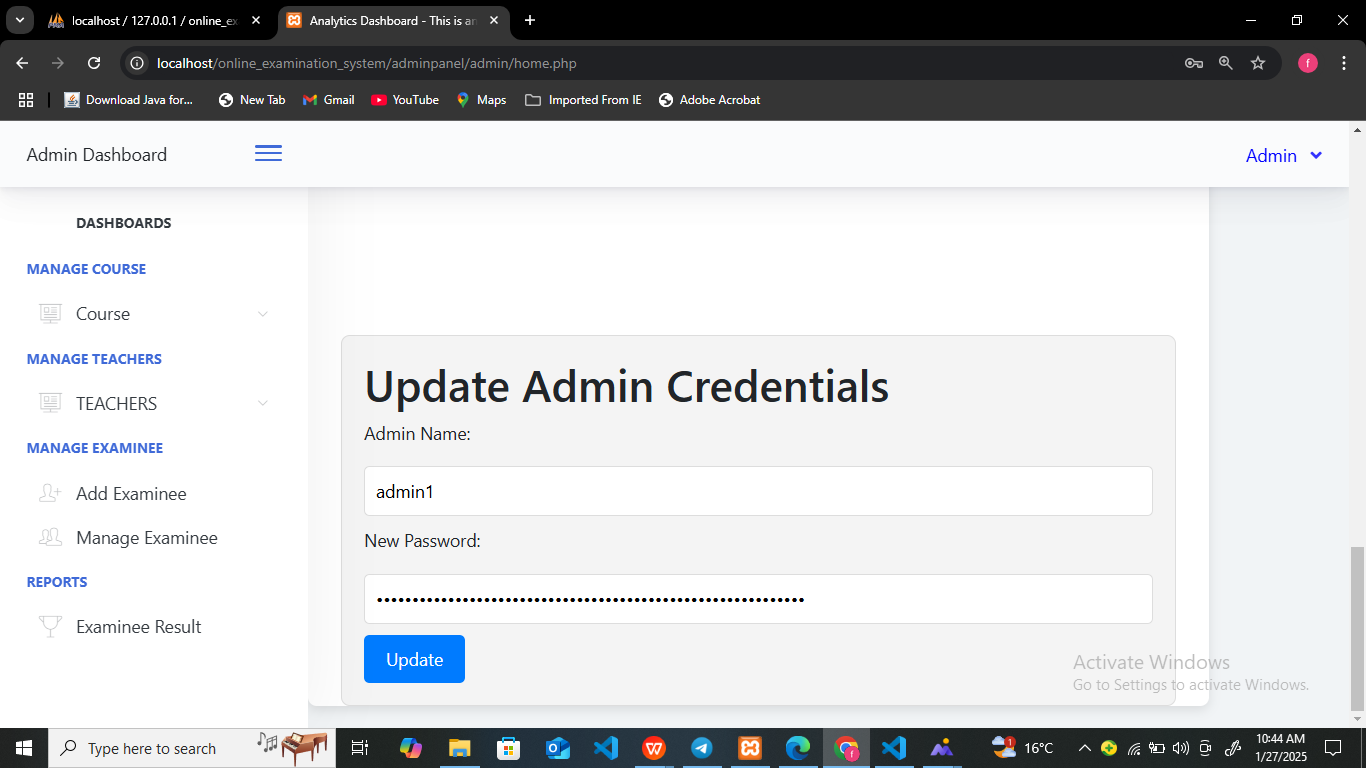 localhost / 127.0.0.1 / online_ex
Analytics Dashboard - This is an
localhost/online_examination_system/adminpanel/admin/home.php
f
Download Java for...
New Tab
Gmail
YouTube
Maps
Imported From IE
Adobe Acrobat
Admin Dashboard
Admin
DASHBOARDS
MANAGE COURSE
Course
MANAGE TEACHERS
TEACHERS
MANAGE EXAMINEE
Add Examinee
Manage Examinee
REPORTS
Examinee Result
Update Admin Credentials
Admin Name:
admin1
New Password:
••••••••••••••••••••••••••••••••••••••••••••••••••••••••••••
Update
Activate Windows
Go to Settings to activate Windows.
Type here to search
1
16°C
10:44 AM
1/27/2025